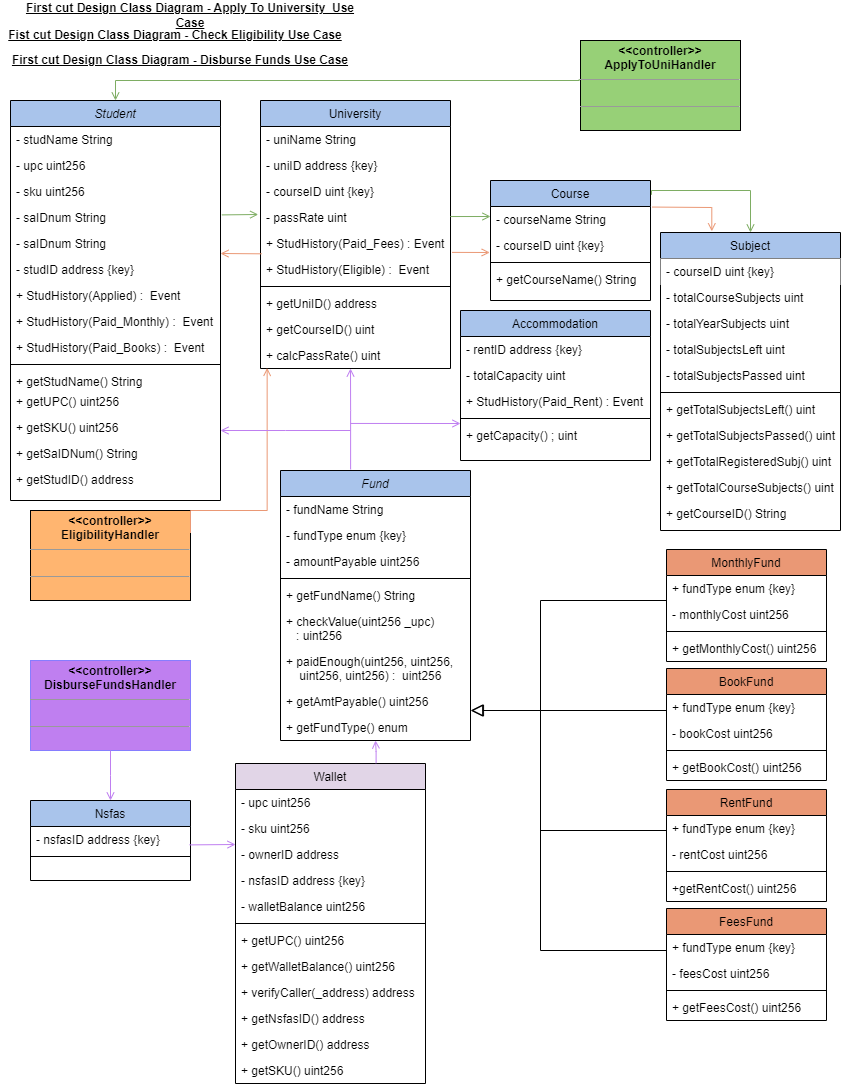 First cut Design Class Diagram - Apply To University  Use
Case
Fist cut Design Class Diagram - Check Eligibility Use Case
First cut Design Class Diagram - Disburse Funds Use Case
<<controller>>
ApplyToUniHandler
Student
- studName String
- upc uint256
- sku uint256
- saIDnum String
- saIDnum String
- studID address {key}
+ StudHistory(Applied) :  Event
+ StudHistory(Paid_Monthly) :  Event
+ StudHistory(Paid_Books) :  Event
+ getStudName() String
+ getUPC() uint256
+ getSKU() uint256
+ getSaIDNum() String
+ getStudID() address
University
- uniName String
- uniID address {key}
- courseID uint {key}
- passRate uint
+ StudHistory(Paid_Fees) : Event
+ StudHistory(Eligible) :  Event
+ getUniID() address
+ getCourseID() uint
+ calcPassRate() uint
Course
- courseName String
- courseID uint {key}
+ getCourseName() String
Subject
- courseID uint {key}
- totalCourseSubjects uint
- totalYearSubjects uint
- totalSubjectsLeft uint
- totalSubjectsPassed uint
+ getTotalSubjectsLeft() uint
+ getTotalSubjectsPassed() uint
+ getTotalRegisteredSubj() uint
+ getTotalCourseSubjects() uint
+ getCourseID() String
Accommodation
- rentID address {key}
- totalCapacity uint
+ StudHistory(Paid_Rent) : Event
+ getCapacity() ; uint
<<controller>>
EligibilityHandler
Fund
- fundName String
- fundType enum {key}
- amountPayable uint256
+ getFundName() String
+ checkValue(uint256 _upc)
: uint256
+ paidEnough(uint256, uint256,
uint256, uint256) :  uint256
+ getAmtPayable() uint256
+ getFundType() enum
MonthlyFund
+ fundType enum {key}
- monthlyCost uint256
+ getMonthlyCost() uint256
BookFund
+ fundType enum {key}
- bookCost uint256
+ getBookCost() uint256
RentFund
+ fundType enum {key}
- rentCost uint256
+getRentCost() uint256
FeesFund
+ fundType enum {key}
- feesCost uint256
+ getFeesCost() uint256
<<controller>>
DisburseFundsHandler
Nsfas
- nsfasID address {key}
Wallet
- upc uint256
- sku uint256
- ownerID address
- nsfasID address {key}
- walletBalance uint256
+ getUPC() uint256
+ getWalletBalance() uint256
+ verifyCaller(_address) address
+ getNsfasID() address
+ getOwnerID() address
+ getSKU() uint256